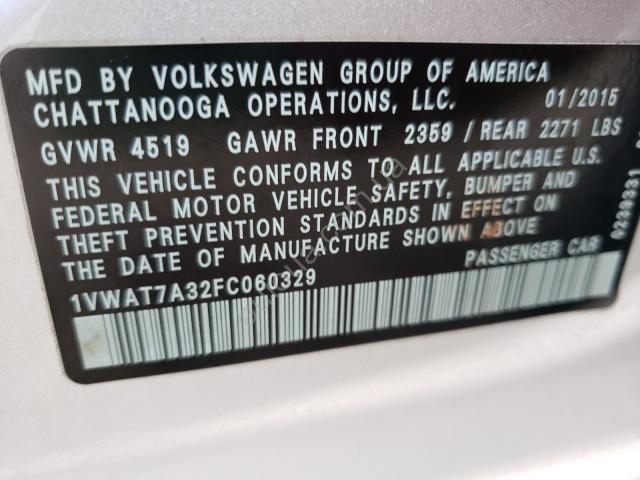 MFD BY VOLKSWAGEN GROUP OF AMERICA
CHATTANOOGA OPERATIONS, LLC. 01/2015
GVWR 4519 GAWR FRONT 2359 / REAR 2271 LBS
THIS VEHICLE CONFORMS TO ALL APPLICABLE U.S.
FEDERAL MOTOR VEHICLE SAFETY, BUMPER AND
THEFT PREVENTION STANDARDS IN EFFECT ON
THE DATE OF MANUFACTURE SHOWN ABOVE
PASSENGER CAR
1VWAT7A32FC060329